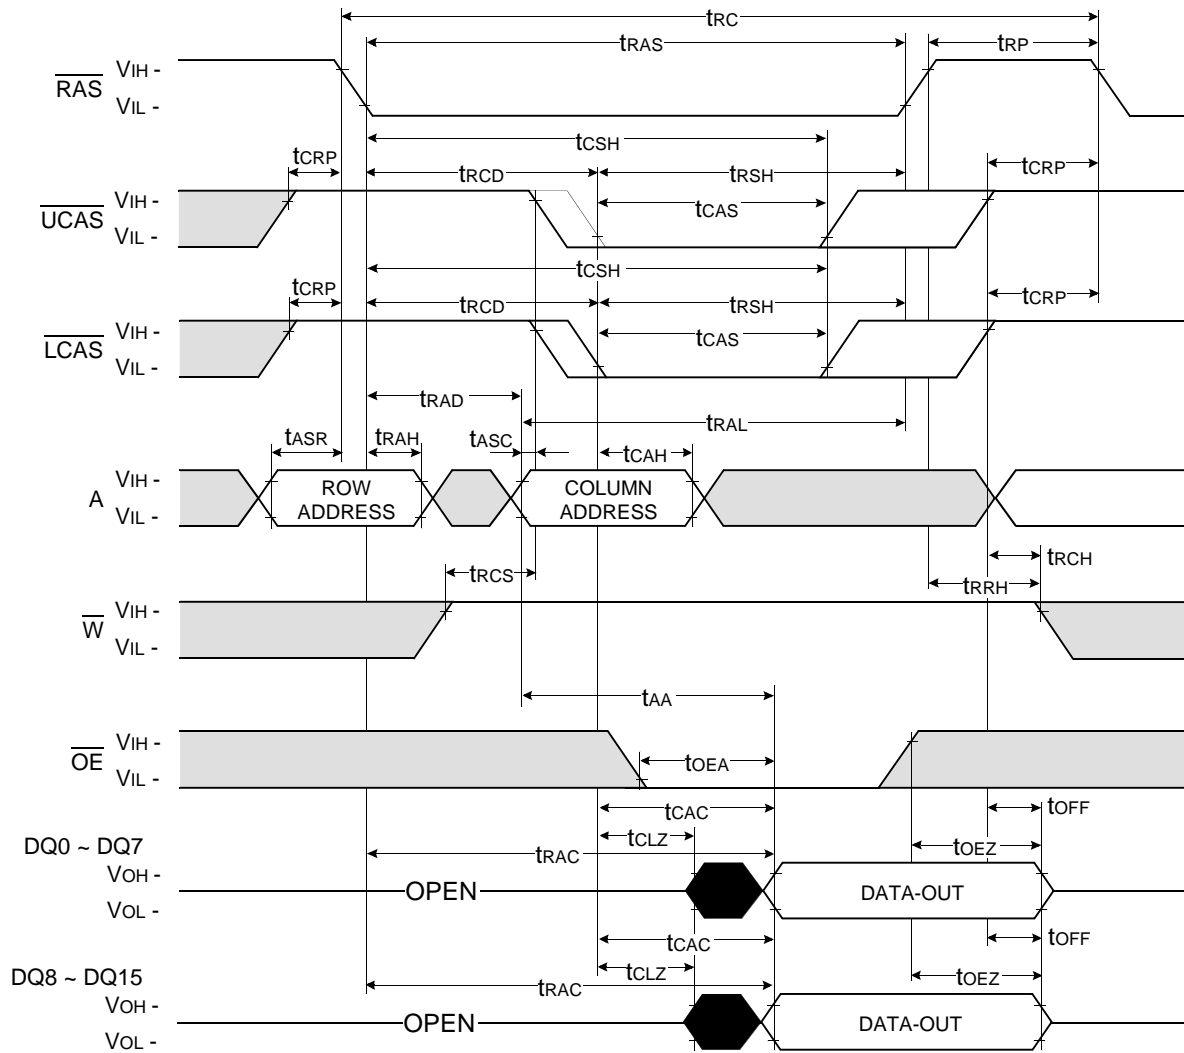 tRC
tRAS
tRP
RAS
VIH -
VIL -
tCSH
tCRP
tRCD
tRSH
tCRP
UCAS
VIH -
VIL -
tCAS
tCSH
tCRP
tRCD
tRSH
tCRP
LCAS
VIH -
VIL -
tCAS
tRAD
tRAL
tASR
tRAH
tASC
tCAH
A
VIH -
VIL -
ROW
ADDRESS
COLUMN
ADDRESS
tRCH
tRCS
tRRH
W
VIH -
VIL -
tAA
OE
VIH -
VIL -
tOEA
tCAC
tOFF
DQ0 ~ DQ7
tCLZ
tOEZ
tRAC
VOH -
VOL -
OPEN
DATA-OUT
tCAC
tOFF
DQ8 ~ DQ15
tCLZ
tOEZ
tRAC
VOH -
VOL -
OPEN
DATA-OUT